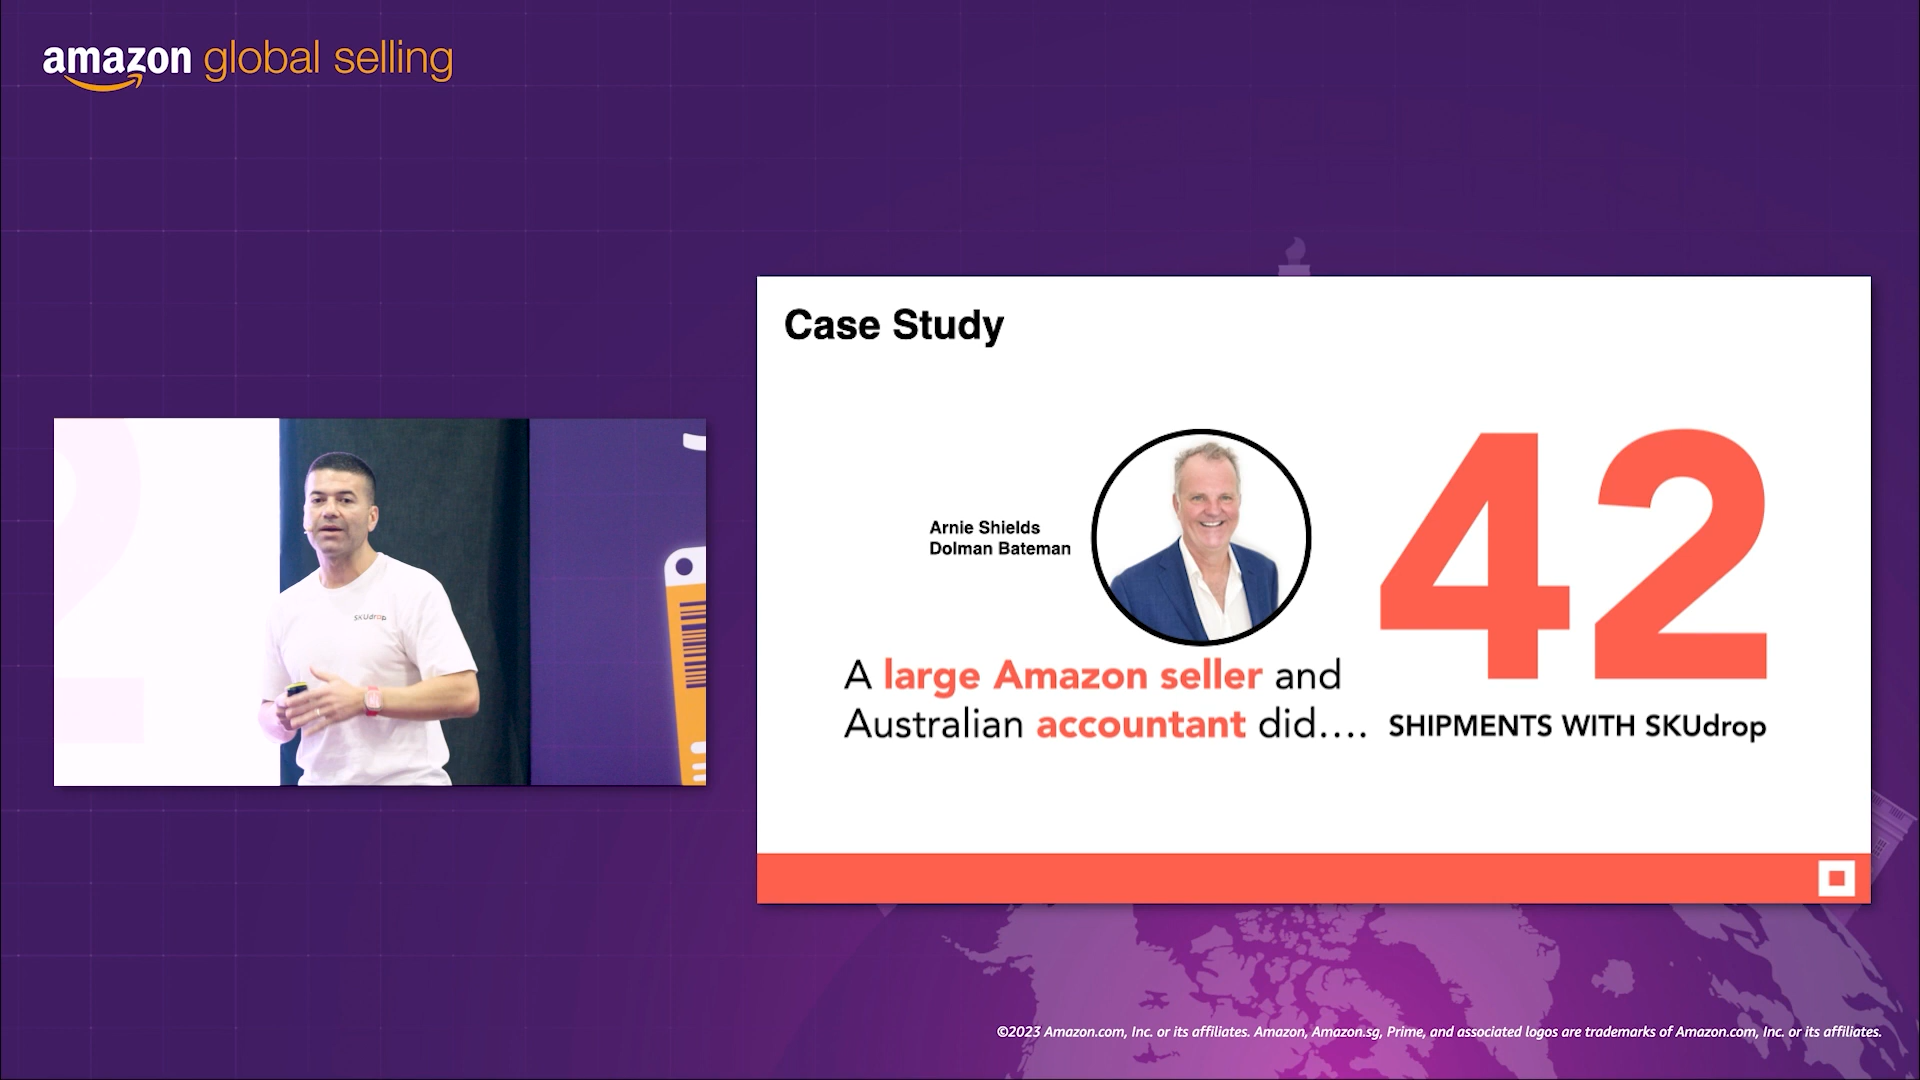 amazon global selling
Case Study
Arnie Shields
Dolman Bateman
42
A large Amazon seller and
Australian accountant did....
SHIPMENTS WITH SKUdrop
SKUdrop
©2023 Amazon.com, Inc. or its affiliates. Amazon, Amazon.sg, Prime, and associated logos are trademarks of Amazon.com, Inc. or its affiliates.